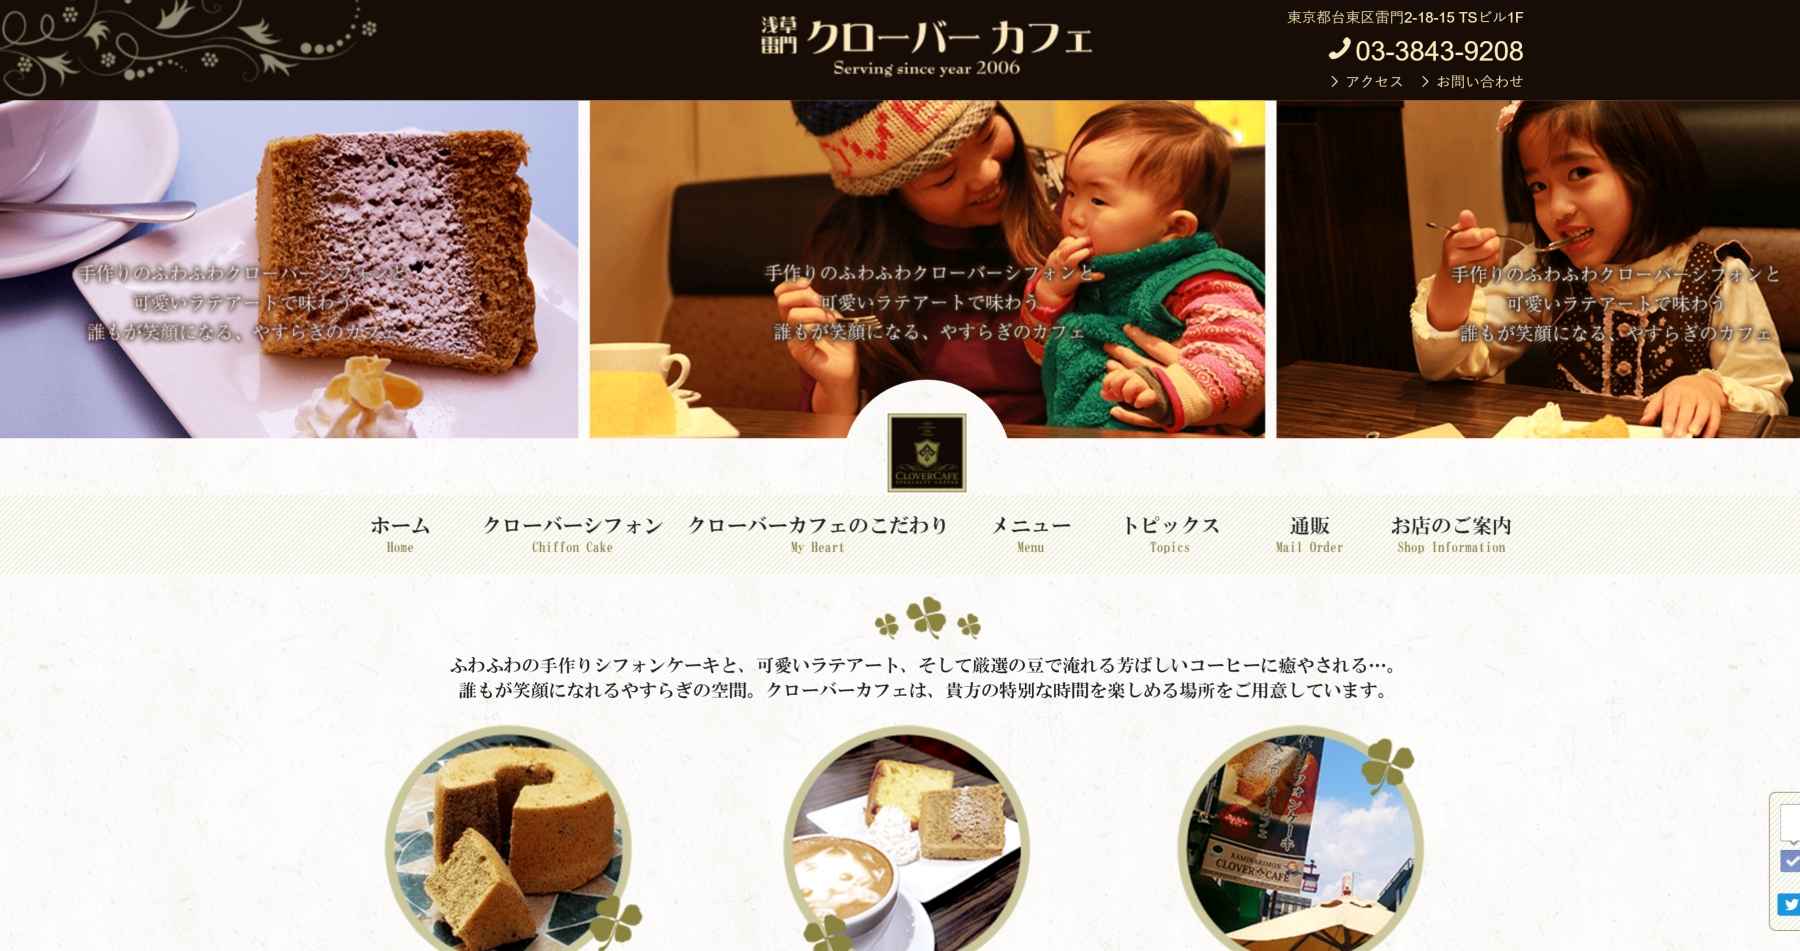 浅草
雷門 クローバー カフェ
Serving since year 2006
東京都台東区雷門2-18-15 TSビル1F
03-3843-9208
アクセス お問い合わせ
手作りのふわふわクローバーシフォンと
可愛いラテアートで味わう
誰もが笑顔になる、やすらぎのカフェ
手作りのふわふわクローバーシフォンと
可愛いラテアートで味わう
誰もが笑顔になる、やすらぎのカフェ
手作りのふわふわクローバーシフォンと
可愛いラテアートで味わう
誰もが笑顔になる、やすらぎのカフェ
CLOVERCAFE
ホーム クローバーシフォン クローバーカフェのこだわり メニュー トピックス 通販 お店のご案内
Home Chiffon Cake My Heart Menu Topics Mail Order Shop Information
ふわふわの手作りシフォンケーキと、可愛いラテアート、そして厳選の豆で淹れる芳ばしいコーヒーに癒やされる…。
誰もが笑顔になれるやすらぎの空間。クローバーカフェは、貴方の特別な時間を楽しめる場所をご用意しています。
シフォンケーキ
KAMINARIMON
CLOVER CAFE